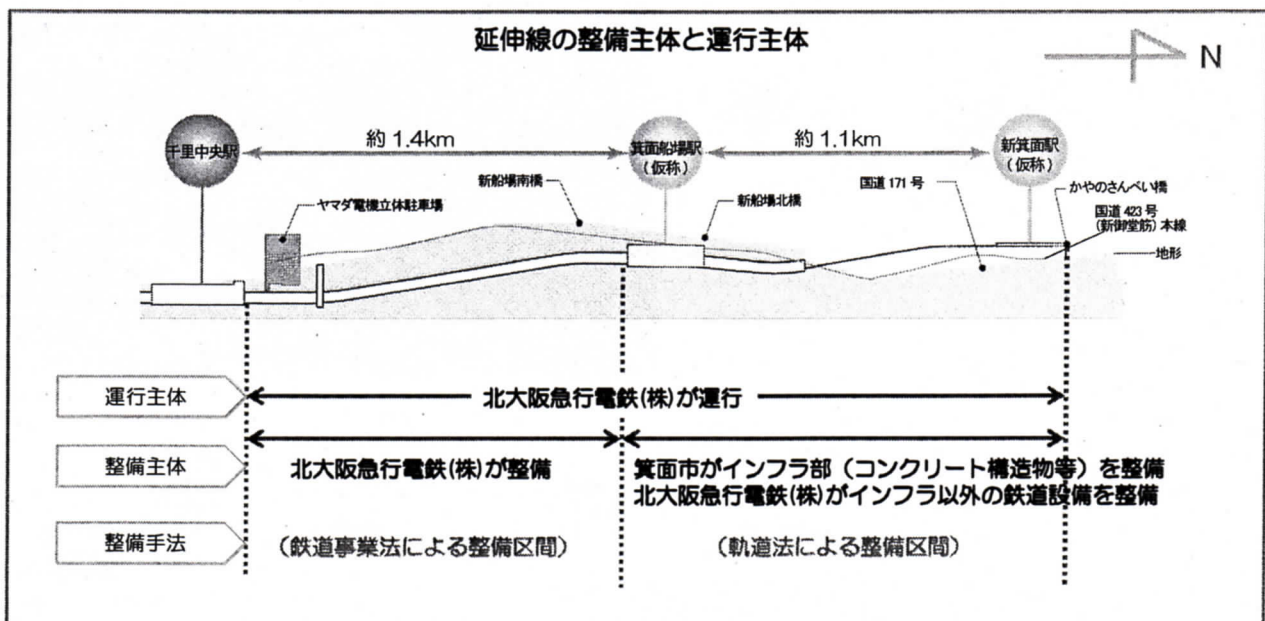 延伸線の整備主体と運行主体
N
千里中央駅
約1.4km
箕面船場駅
(仮称)
約1.1km
新箕面駅
(仮称)
ヤマダ電機立体駐車場
新船場南橋
新船場北橋
国道171号
かやのさんぺい橋
国道423号
(新御堂筋)本線
地形
運行主体
北大阪急行電鉄(株)が運行
整備主体
北大阪急行電鉄(株)が整備
箕面市がインフラ部（コンクリート構造物等）を整備
北大阪急行電鉄(株)がインフラ以外の鉄道設備を整備
整備手法
（鉄道事業法による整備区間）
（軌道法による整備区間）